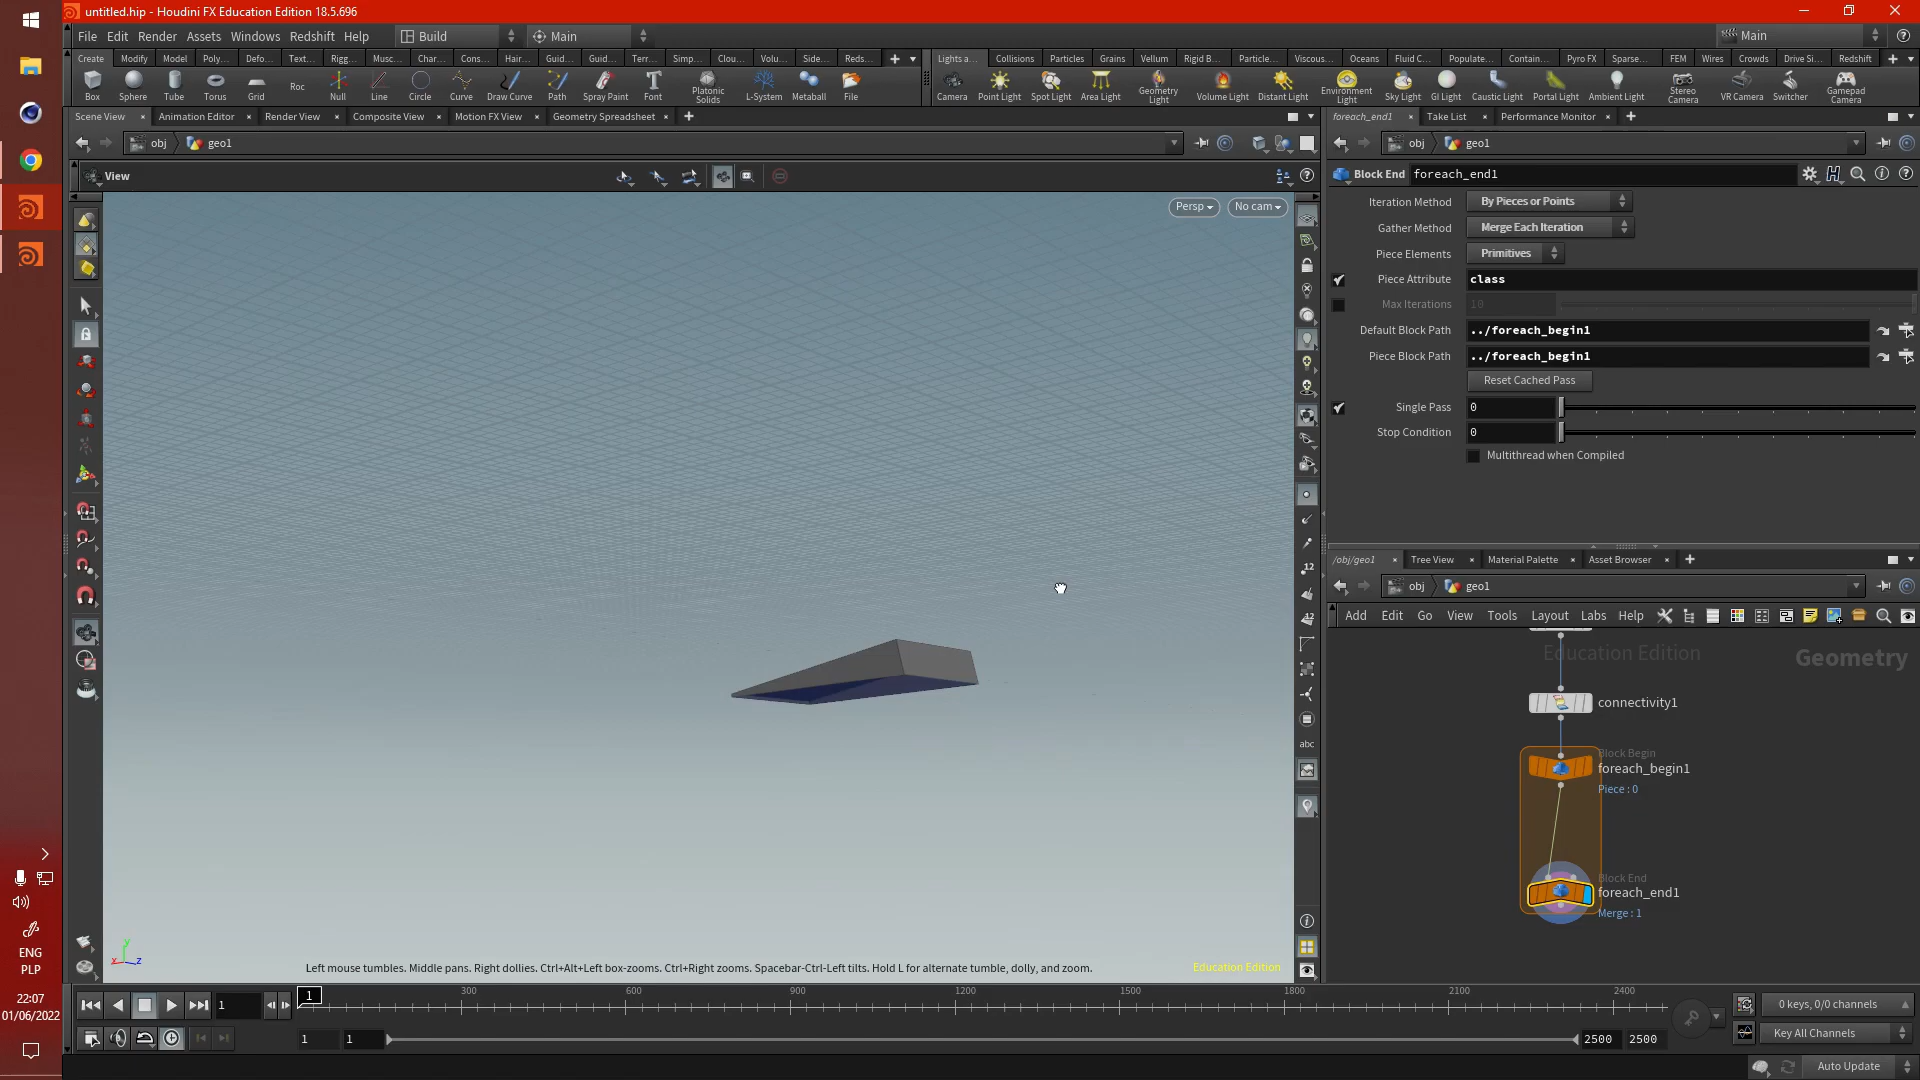 untitled.hip - Houdini FX Education Edition 18.5.696
File Edit Render Assets Windows Redshift Help Build Main Main
Create Modify Model Poly... Defo... Text... Rigg... Musc... Char... Cons... Hair... Guid... Guid... Terr... Simp... Clou... Volu... Side... Reds... Lights a... Collisions Particles Grains Vellum Rigid B... Particle... Viscous... Oceans Fluid C... Populate... Contain... Pyro FX Sparse... FEM Wires Crowds Drive Si... Redshift
Box Sphere Tube Torus Grid Roc Null Line Circle Curve Draw Curve Path Spray Paint Font Platonic Solids L-System Metaball File Camera Point Light Spot Light Area Light Geometry Light Volume Light Distant Light Environment Light Sky Light GI Light Caustic Light Portal Light Ambient Light Stereo Camera VR Camera Switcher Gamepad Camera
Scene View Animation Editor Render View Composite View Motion FX View Geometry Spreadsheet foreach_end1 Take List Performance Monitor
obj geo1 obj geo1
View Block End foreach_end1
Persp No cam
Iteration Method By Pieces or Points
Gather Method Merge Each Iteration
Piece Elements Primitives
Piece Attribute class
Max Iterations 10
Default Block Path ../foreach_begin1
Piece Block Path ../foreach_begin1
Reset Cached Pass
Single Pass 0
Stop Condition 0
Multithread when Compiled
/obj/geo1 Tree View Material Palette Asset Browser
obj geo1
Add Edit Go View Tools Layout Labs Help
Education Edition Geometry
connectivity1
Block Begin
foreach_begin1
Piece : 0
Block End
foreach_end1
Merge : 1
12
12
abc
y
x z
Left mouse tumbles. Middle pans. Right dollies. Ctrl+Alt+Left box-zooms. Ctrl+Right zooms. Spacebar-Ctrl-Left tilts. Hold L for alternate tumble, dolly, and zoom. Education Edition
1 1 300 600 900 1200 1500 1800 2100 2400 0 keys, 0/0 channels
1 1 2500 2500 Key All Channels
Auto Update
ENG
PLP
22:07
01/06/2022